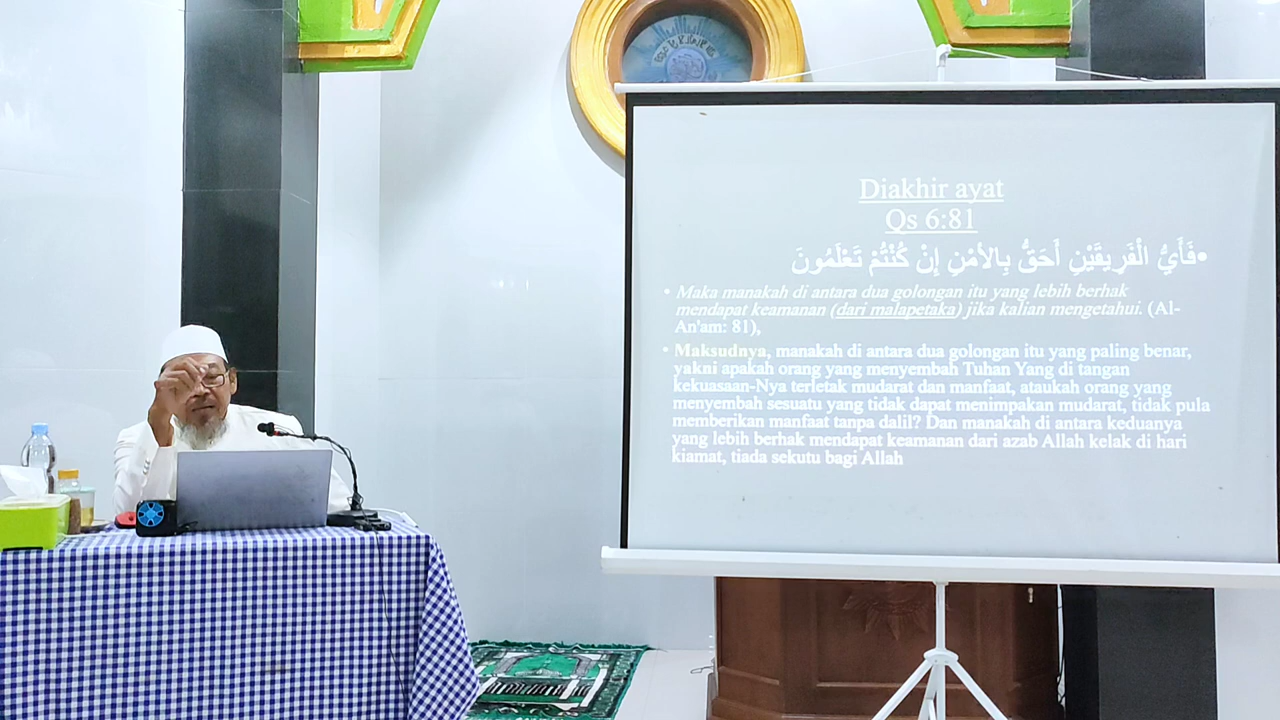 Diakhir ayat
Qs 6:81
•فَأَيُّ الْفَرِيقَيْنِ أَحَقُّ بِالأمْنِ إِنْ كُنْتُمْ تَعْلَمُونَ
• Maka manakah di antara dua golongan itu yang lebih berhak
mendapat keamanan (dari malapetaka) jika kalian mengetahui. (Al-
An'am: 81),
• Maksudnya, manakah di antara dua golongan itu yang paling benar,
yakni apakah orang yang menyembah Tuhan Yang di tangan
kekuasaan-Nya terletak mudarat dan manfaat, ataukah orang yang
menyembah sesuatu yang tidak dapat menimpakan mudarat, tidak pula
memberikan manfaat tanpa dalil? Dan manakah di antara keduanya
yang lebih berhak mendapat keamanan dari azab Allah kelak di hari
kiamat, tiada sekutu bagi Allah